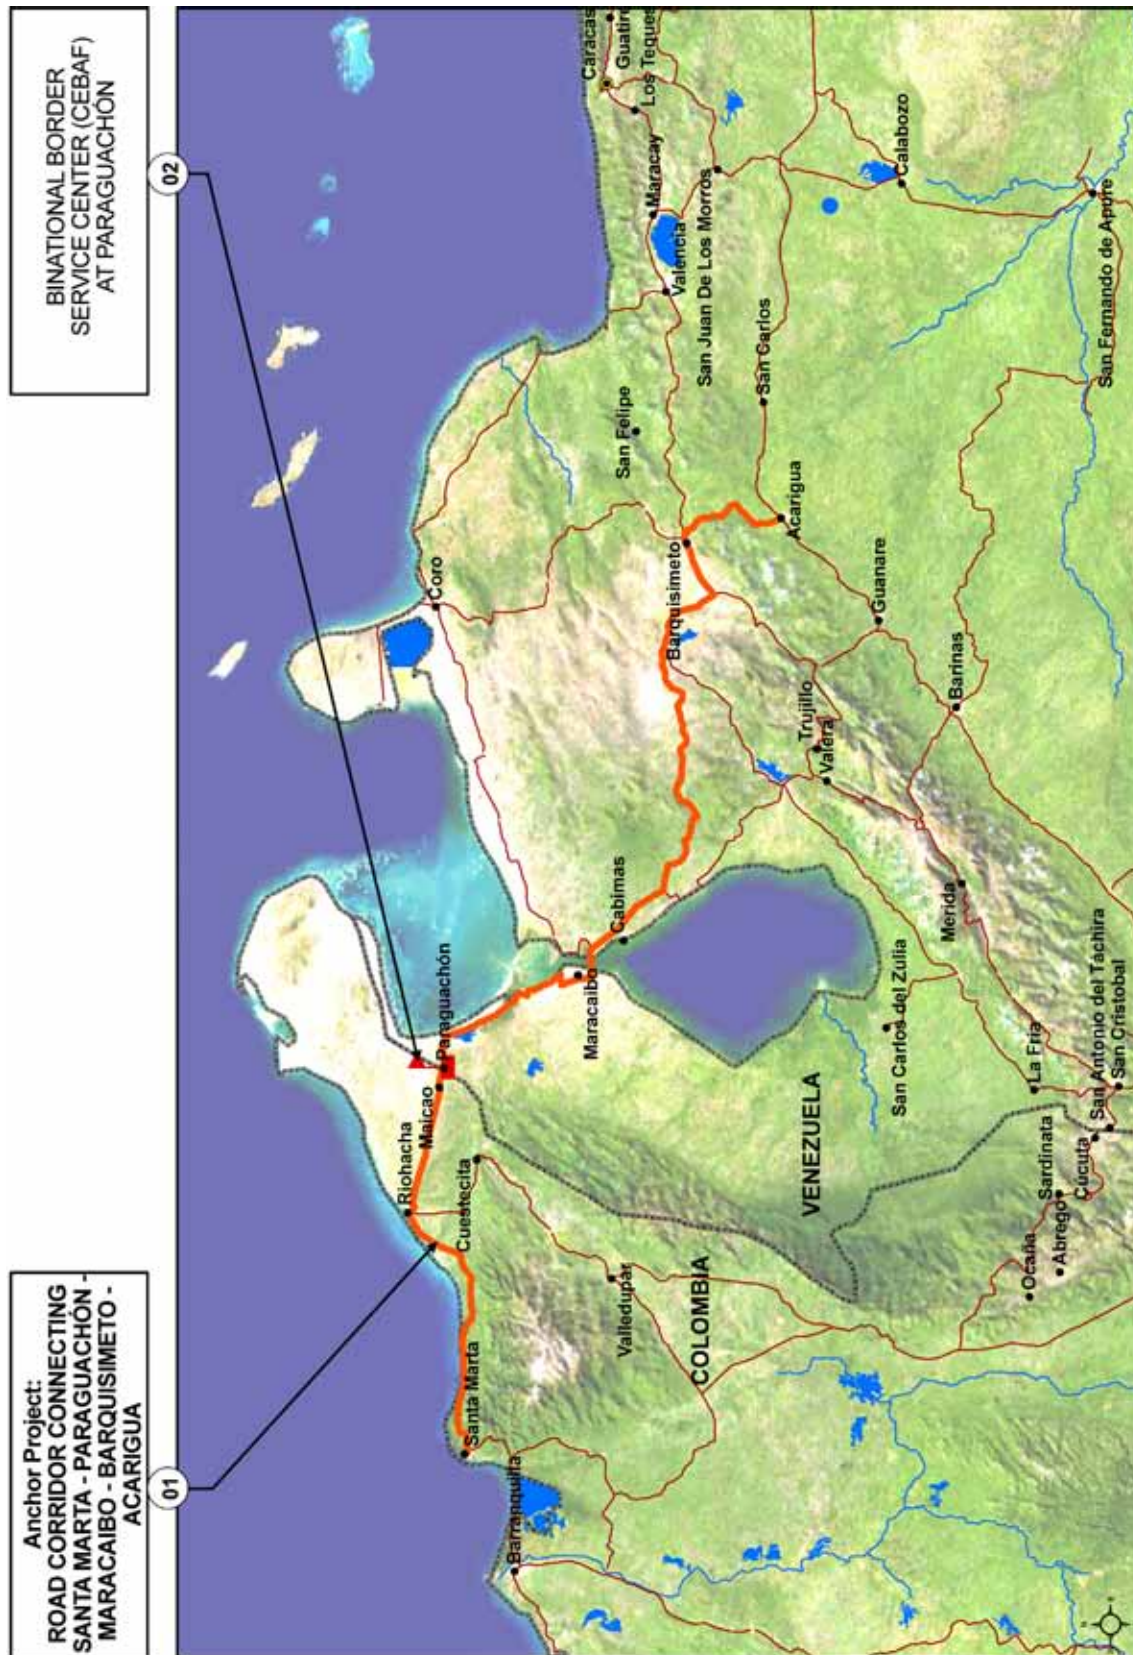 Anchor Project:
ROAD CORRIDOR CONNECTING
SANTA MARTA - PARAGUACHÓN -
MARACAIBO - BARQUISIMETO -
ACARIGUA
BINATIONAL BORDER
SERVICE CENTER (CEBAF)
AT PARAGUACHÓN
01
02
Riohacha
Maicao
Paraguachón
Cuestecita
Santa Marta
Barranquilla
Valledupar
COLOMBIA
VENEZUELA
Maracaibo
Cabimas
Coro
Barquisimeto
San Felipe
Acarigua
San Carlos
Valencia
Maracay
Caracas
Guatire
Los Teques
San Juan De Los Morros
Calabozo
San Fernando de Apure
Guanare
Barinas
Trujillo
Valera
Merida
San Carlos del Zulia
La Fria
San Antonio del Táchira
San Cristobal
Cúcuta
Sardinata
Abrego
Ocaña